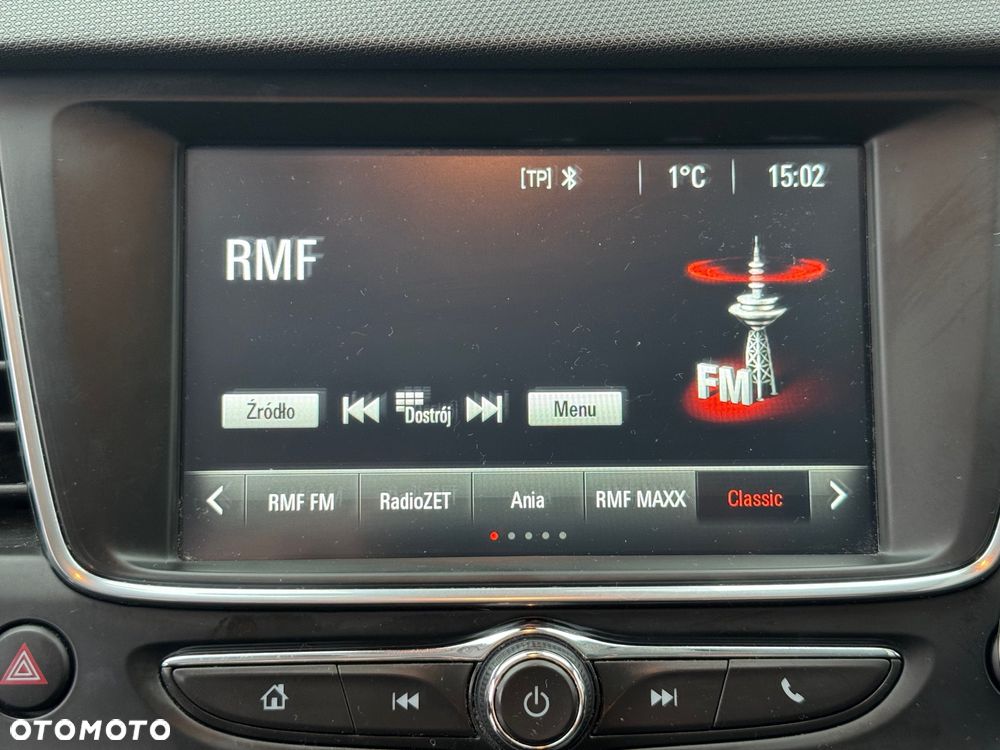 [TP] 1°C 15:02
RMF
FM
Źródło Dostrój Menu
RMF FM RadioZET Ania RMF MAXX Classic
OTOMOTO